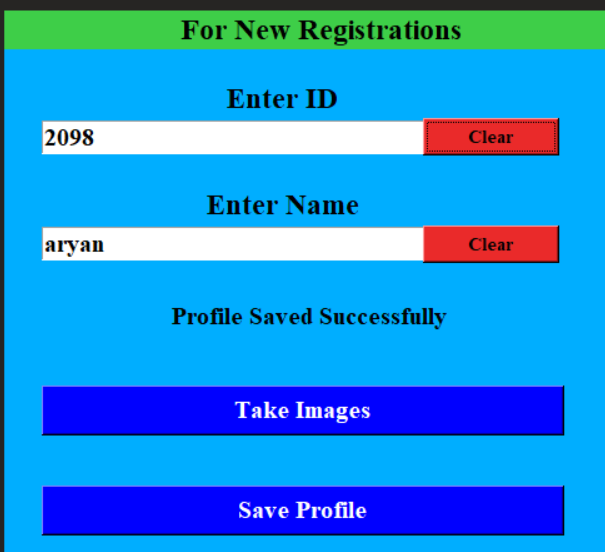 For New Registrations
Enter ID
2098 Clear
Enter Name
aryan Clear
Profile Saved Successfully
Take Images
Save Profile